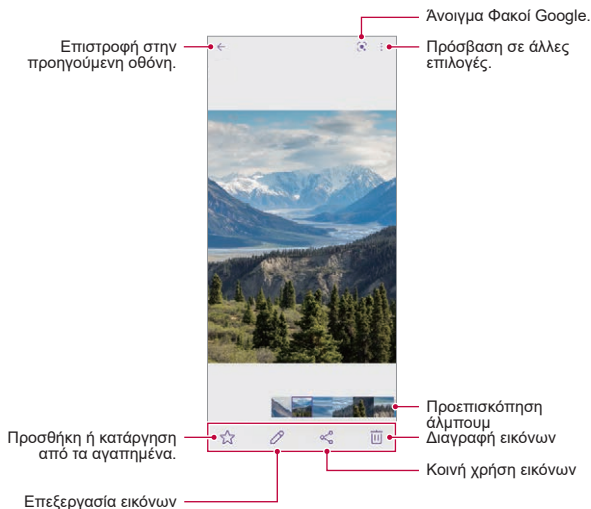 Άνοιγμα Φακοί Google.
Επιστροφή στην
προηγούμενη οθόνη.
Πρόσβαση σε άλλες
επιλογές.
Προεπισκόπηση
άλμπουμ
Προσθήκη ή κατάργηση
από τα αγαπημένα.
Διαγραφή εικόνων
Κοινή χρήση εικόνων
Επεξεργασία εικόνων